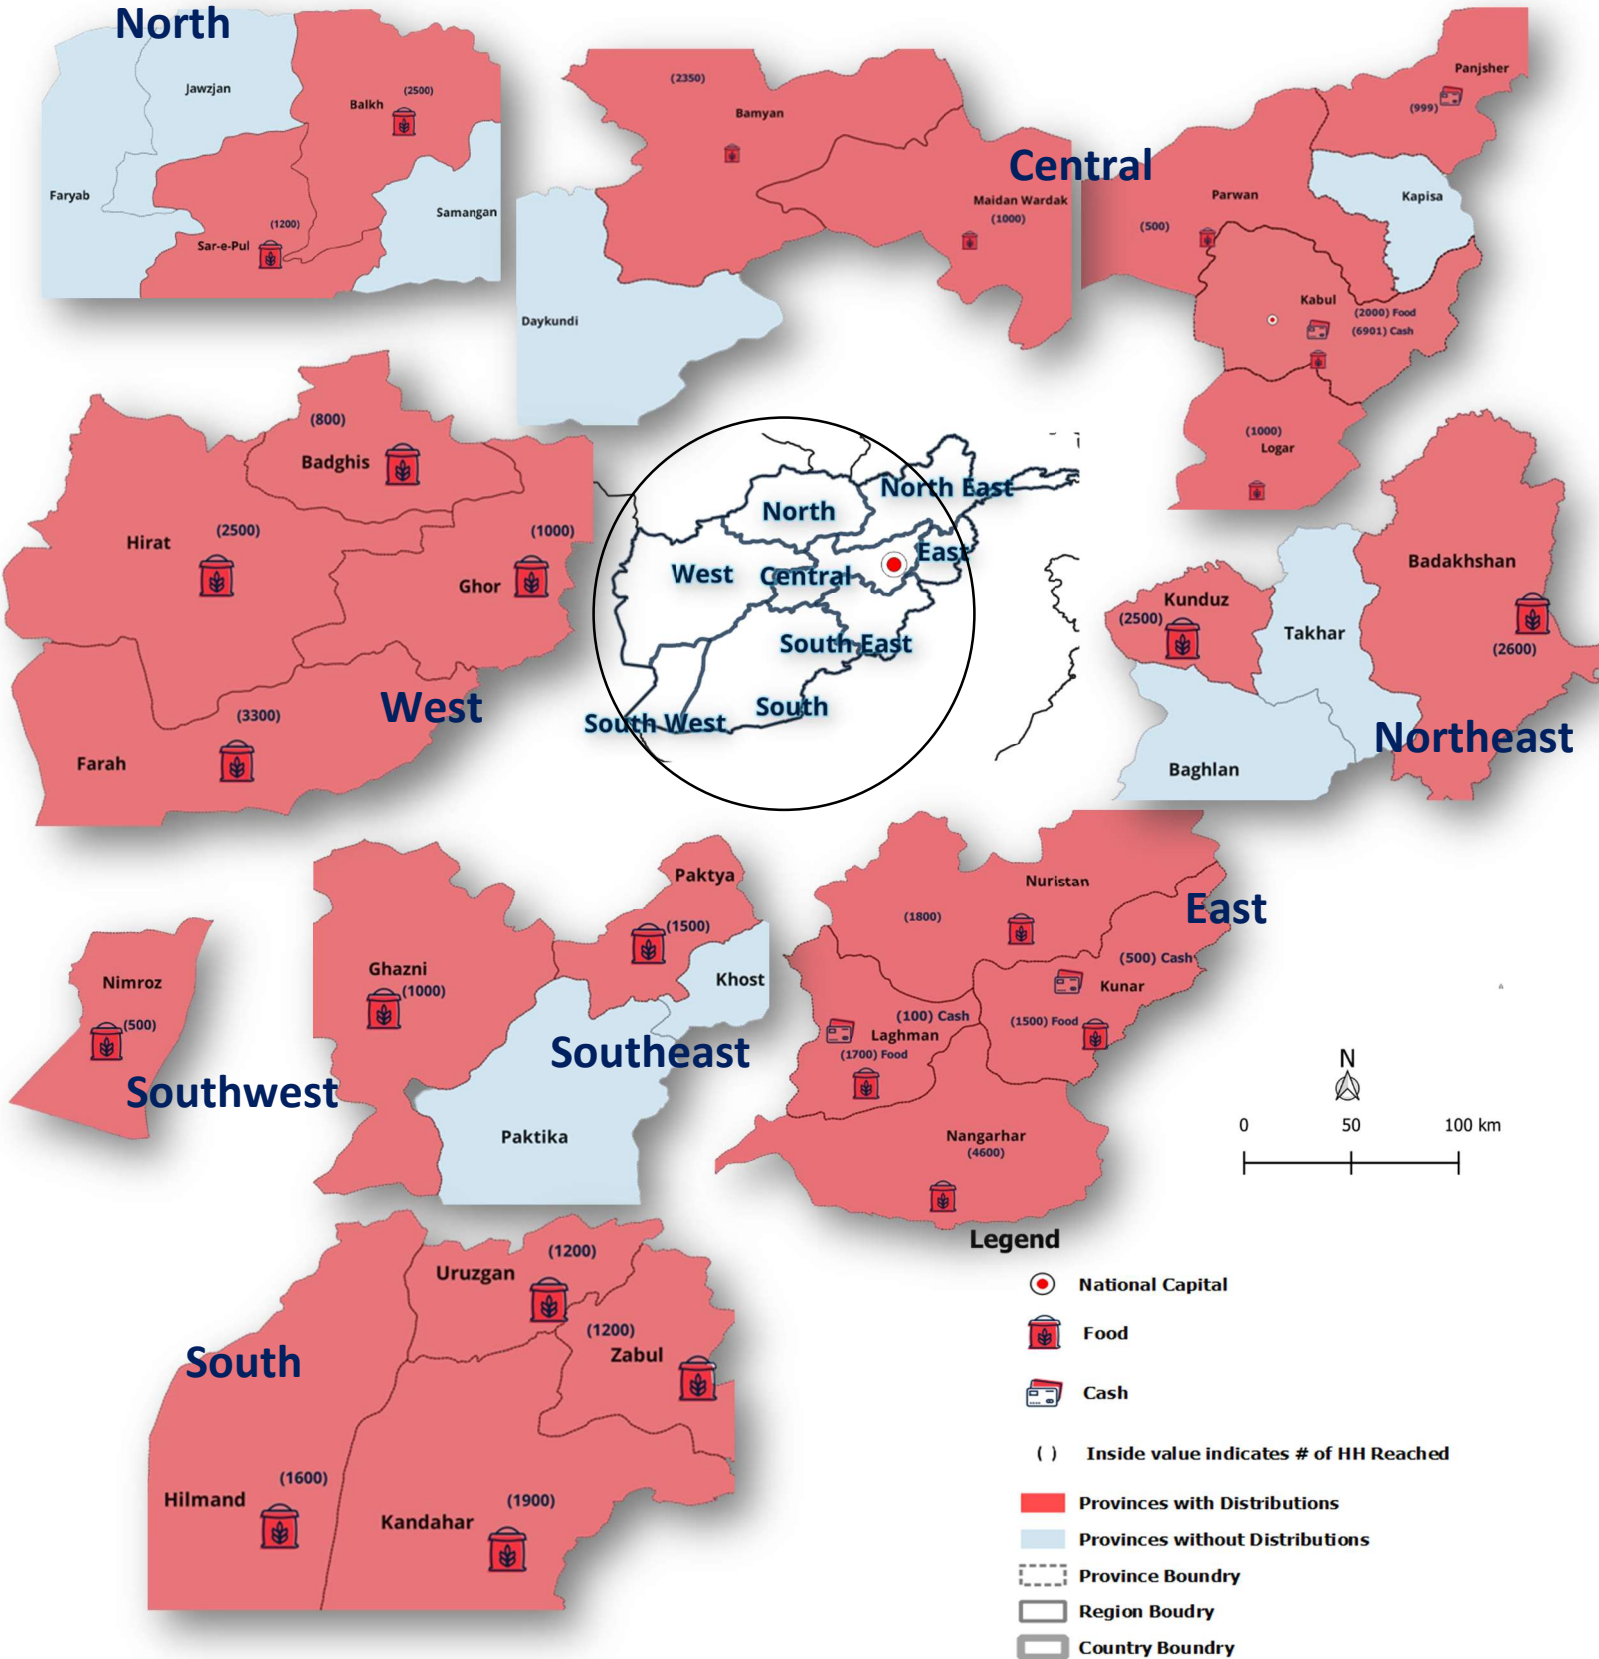 North
Jawzjan
Balkh
(2500)
Faryab
Samangan
Sar-e-Pul
(1200)
(2350)
Bamyan
Central
Maidan Wardak
(1000)
Daykundi
Panjsher
(999)
Kapisa
Parwan
(500)
Kabul
(2000) Food
(6901) Cash
(1000)
Logar
(800)
Badghis
Hirat
(2500)
(1000)
Ghor
West
(3300)
Farah
North East
North
East
West
Central
South East
South
South West
Badakhshan
(2600)
Kunduz
(2500)
Takhar
Baghlan
Northeast
Nimroz
(500)
Southwest
Paktya
(1500)
Ghazni
(1000)
Khost
Southeast
Paktika
Nuristan
(1800)
East
(500) Cash
Kunar
(1500) Food
(100) Cash
Laghman
(1700) Food
Nangarhar
(4600)
N
0 50 100 km
Uruzgan
(1200)
(1200)
Zabul
South
(1600)
Hilmand
(1900)
Kandahar
Legend
National Capital
Food
Cash
( ) Inside value indicates # of HH Reached
Provinces with Distributions
Provinces without Distributions
Province Boundry
Region Boudry
Country Boundry